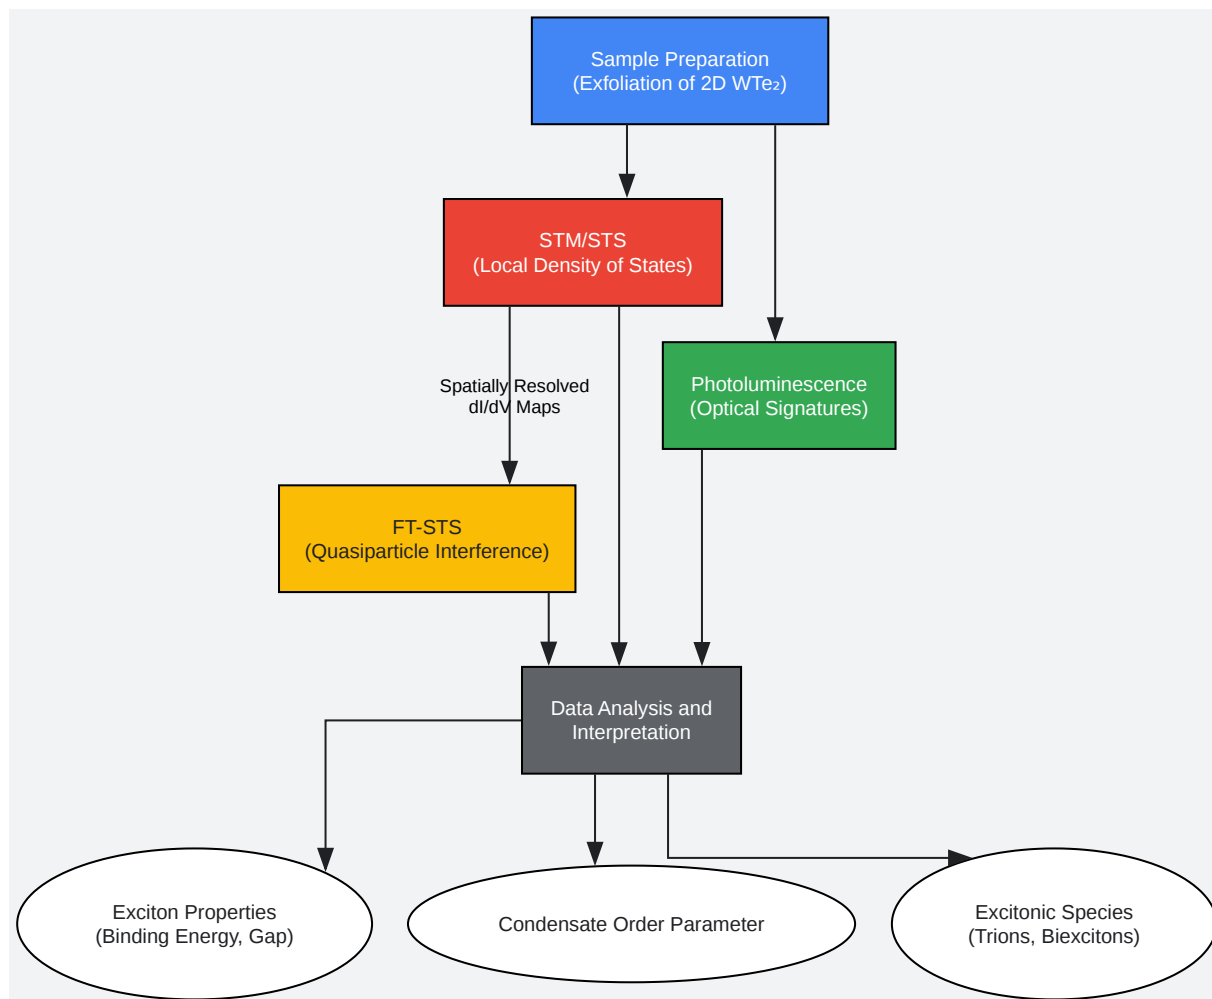 Sample Preparation
(Exfoliation of 2D WTe₂)
STM/STS
(Local Density of States)
Photoluminescence
(Optical Signatures)
Spatially Resolved
dI/dV Maps
FT-STS
(Quasiparticle Interference)
Data Analysis and
Interpretation
Exciton Properties
(Binding Energy, Gap)
Condensate Order Parameter
Excitonic Species
(Trions, Biexcitons)